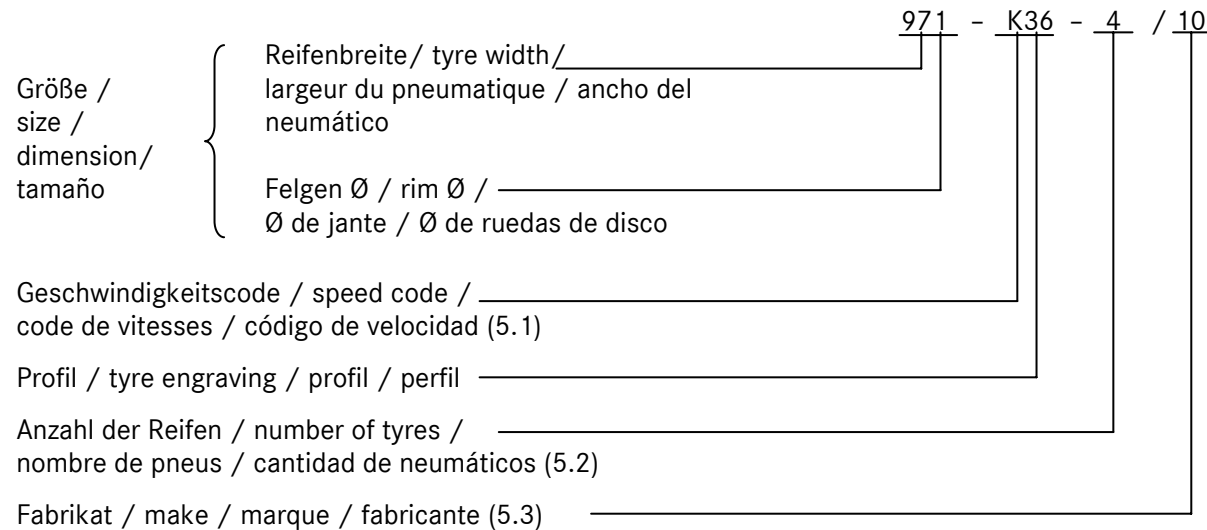 971 - K36 - 4 / 10
Reifenbreite/ tyre width/
largeur du pneumatique / ancho del
neumático
Größe /
size /
dimension/
tamaño
Felgen Ø / rim Ø /
Ø de jante / Ø de ruedas de disco
Geschwindigkeitscode / speed code /
code de vitesses / código de velocidad (5.1)
Profil / tyre engraving / profil / perfil
Anzahl der Reifen / number of tyres /
nombre de pneus / cantidad de neumáticos (5.2)
Fabrikat / make / marque / fabricante (5.3)